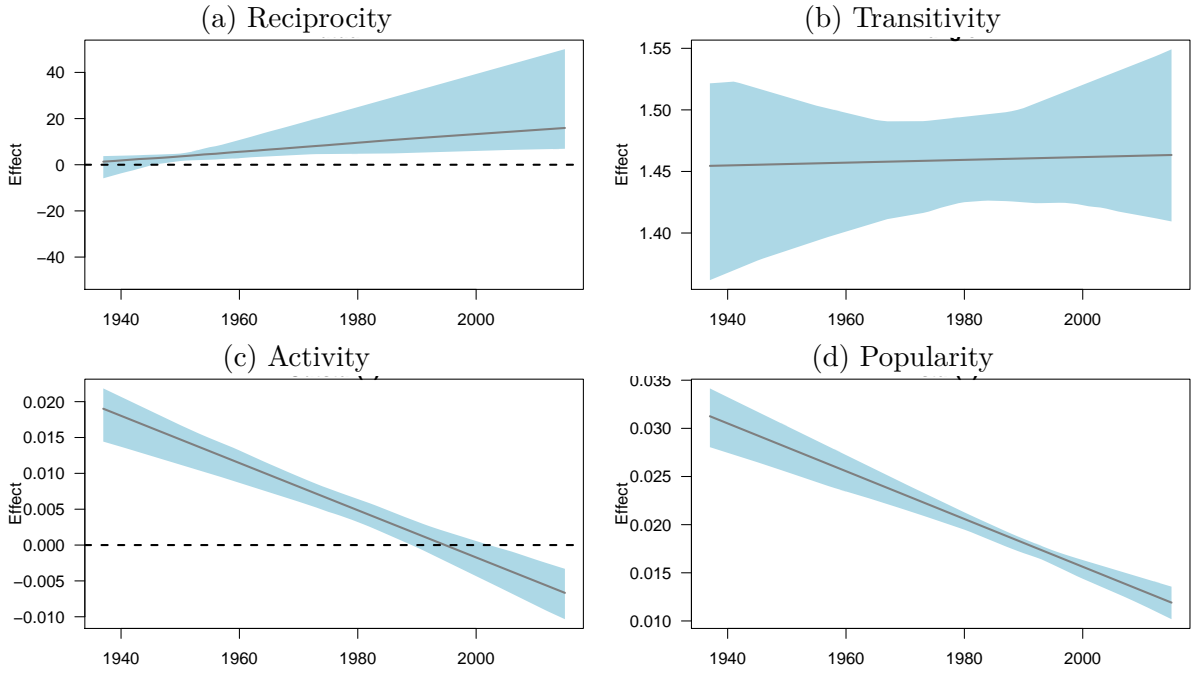 (a) Reciprocity
Effect
40
20
0
−20
−40
1940 1960 1980 2000
(b) Transitivity
Effect
1.55
1.50
1.45
1.40
1940 1960 1980 2000
(c) Activity
Effect
0.020
0.015
0.010
0.005
0.000
−0.005
−0.010
1940 1960 1980 2000
(d) Popularity
Effect
0.035
0.030
0.025
0.020
0.015
0.010
1940 1960 1980 2000